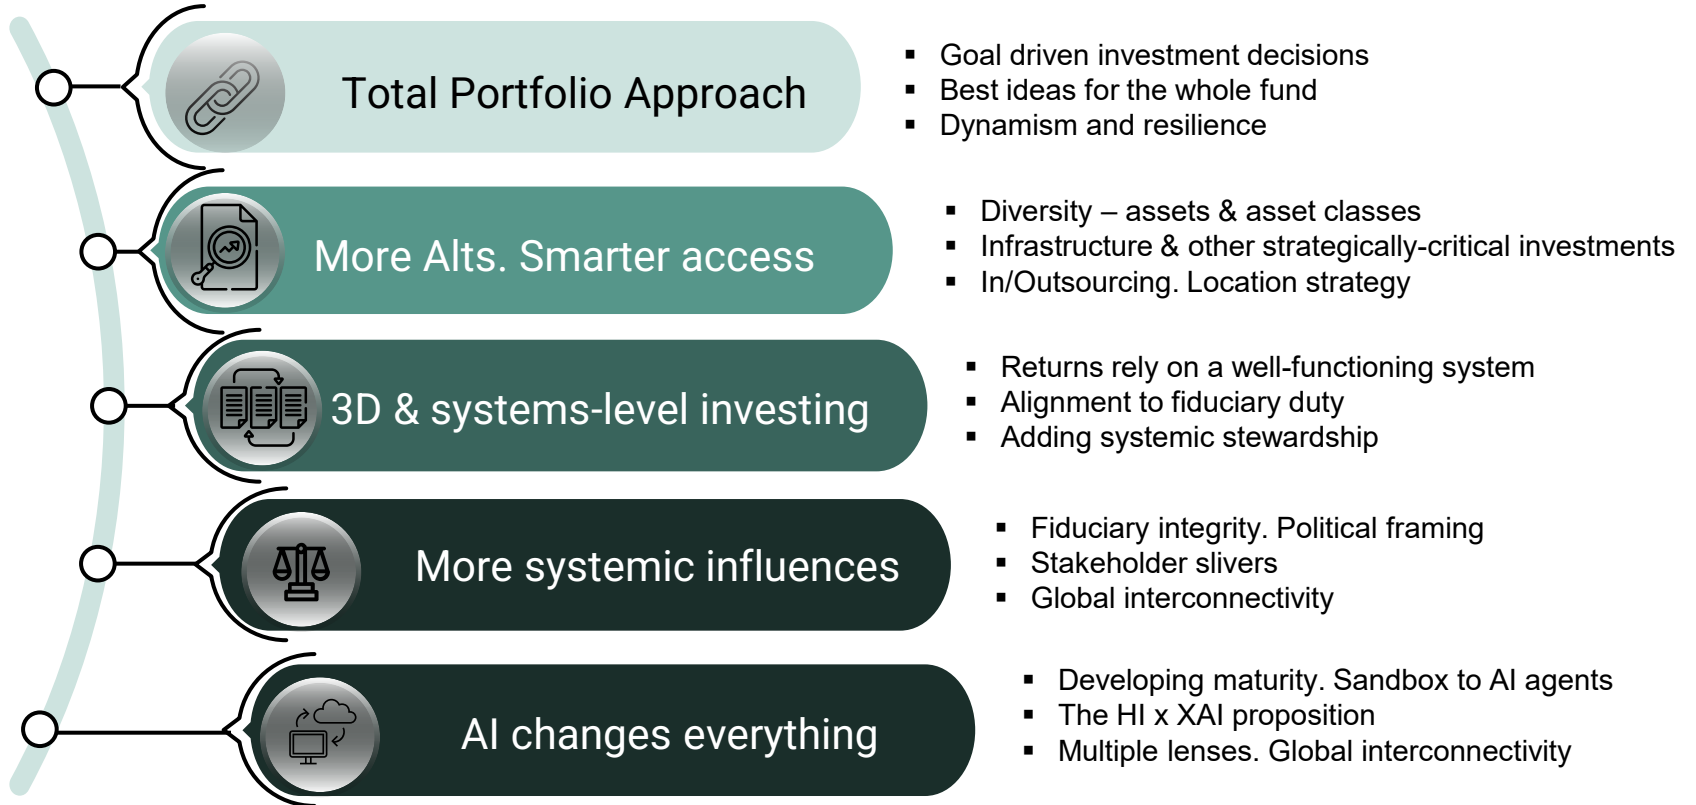 Total Portfolio Approach
▪ Goal driven investment decisions
▪ Best ideas for the whole fund
▪ Dynamism and resilience
More Alts. Smarter access
▪ Diversity – assets & asset classes
▪ Infrastructure & other strategically-critical investments
▪ In/Outsourcing. Location strategy
3D & systems-level investing
▪ Returns rely on a well-functioning system
▪ Alignment to fiduciary duty
▪ Adding systemic stewardship
More systemic influences
▪ Fiduciary integrity. Political framing
▪ Stakeholder slivers
▪ Global interconnectivity
AI changes everything
▪ Developing maturity. Sandbox to AI agents
▪ The HI x XAI proposition
▪ Multiple lenses. Global interconnectivity